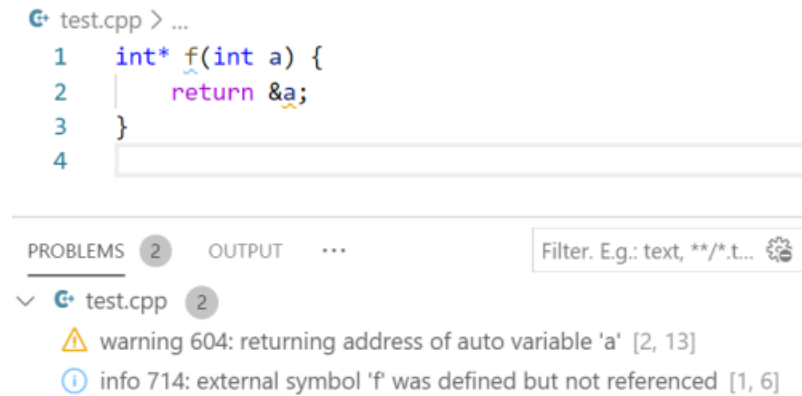 test.cpp > ...
1 int* f(int a) {
2     return &a;
3 }
4
PROBLEMS 2 OUTPUT ··· Filter. E.g.: text, **/*.t...
test.cpp 2
warning 604: returning address of auto variable 'a' [2, 13]
info 714: external symbol 'f' was defined but not referenced [1, 6]